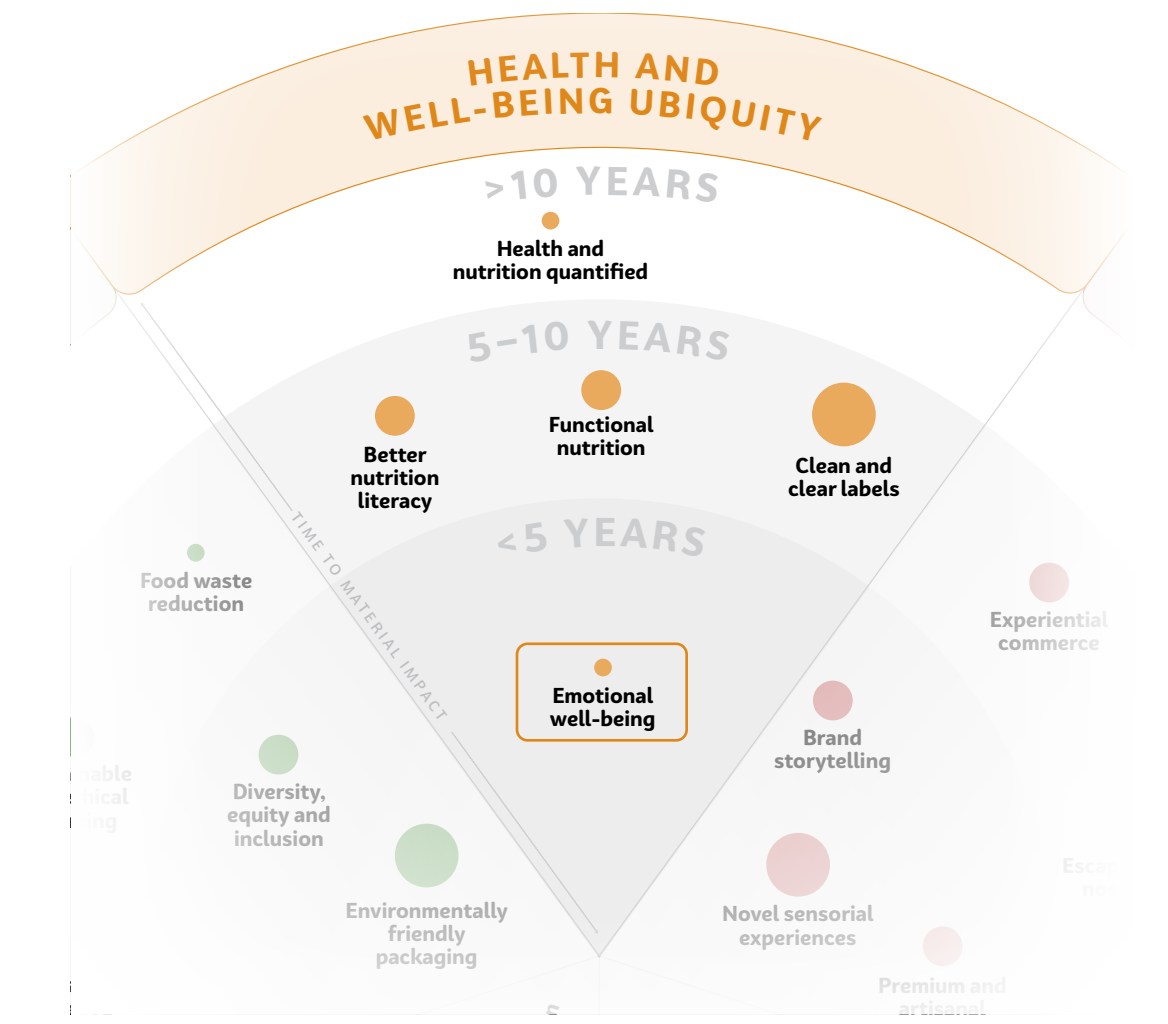 HEALTH AND
WELL-BEING UBIQUITY
>10 YEARS
Health and
nutrition quantified
5–10 YEARS
Better
nutrition
literacy
Functional
nutrition
Clean and
clear labels
<5 YEARS
TIME TO MATERIAL IMPACT
Food waste
reduction
Experiential
commerce
Emotional
well-being
Brand
storytelling
Diversity,
equity and
inclusion
Environmentally
friendly
packaging
Novel sensorial
experiences
Premium and
artisanal